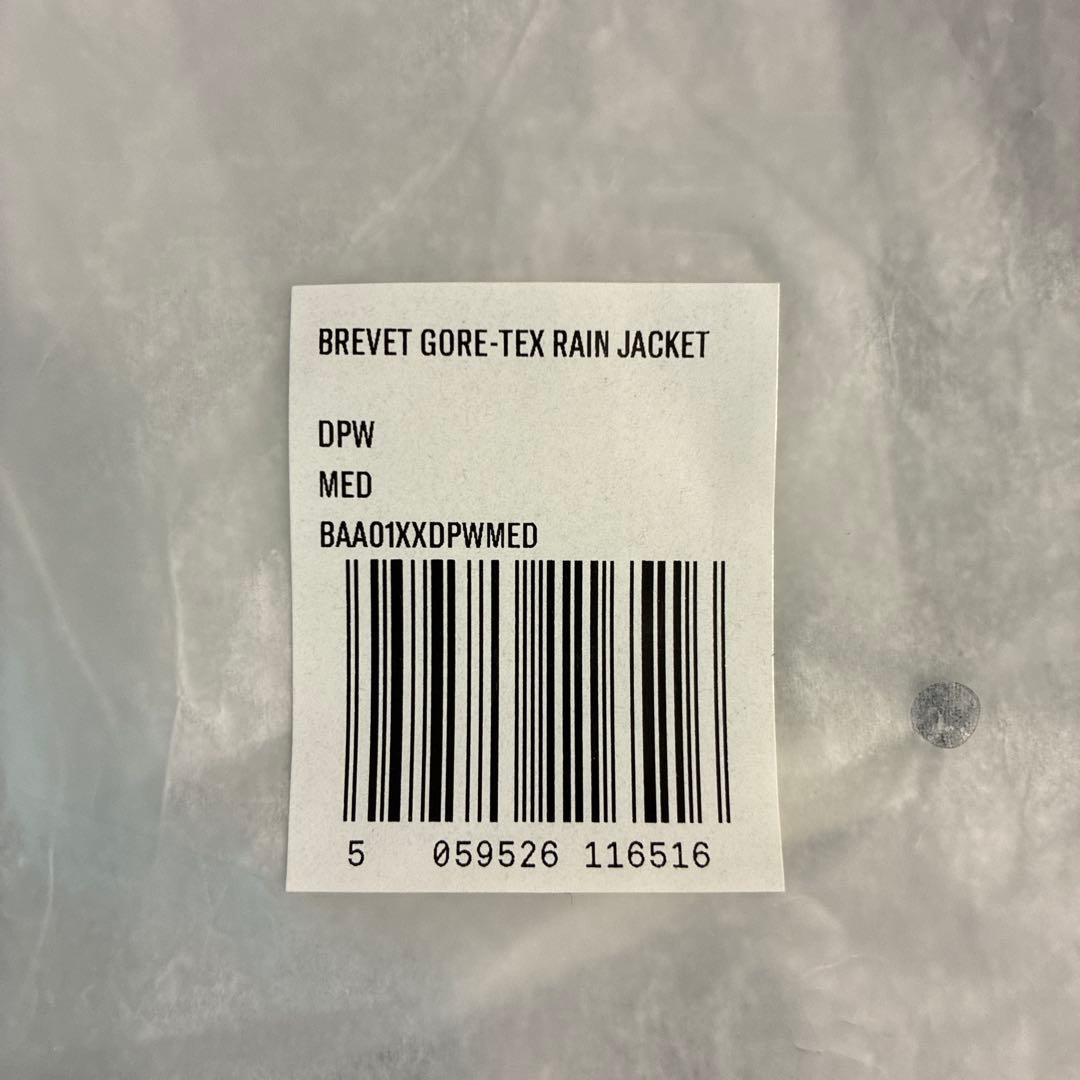 BREVET GORE-TEX RAIN JACKET
DPW
MED
BAA01XXDPWMED
5 059526 116516